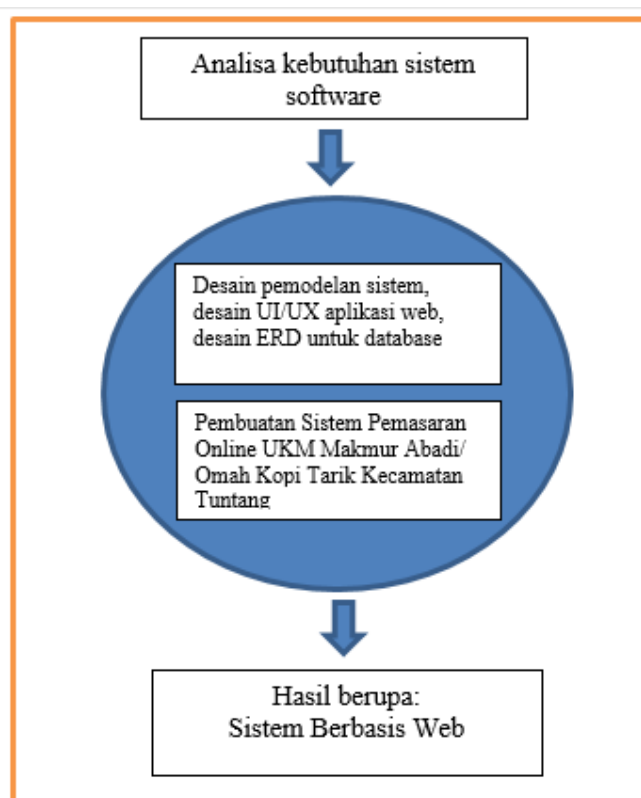 Analisa kebutuhan sistem
software
Desain pemodelan sistem,
desain UI/UX aplikasi web,
desain ERD untuk database
Pembuatan Sistem Pemasaran
Online UKM Makmur Abadi/
Omah Kopi Tarik Kecamatan
Tuntang
Hasil berupa:
Sistem Berbasis Web